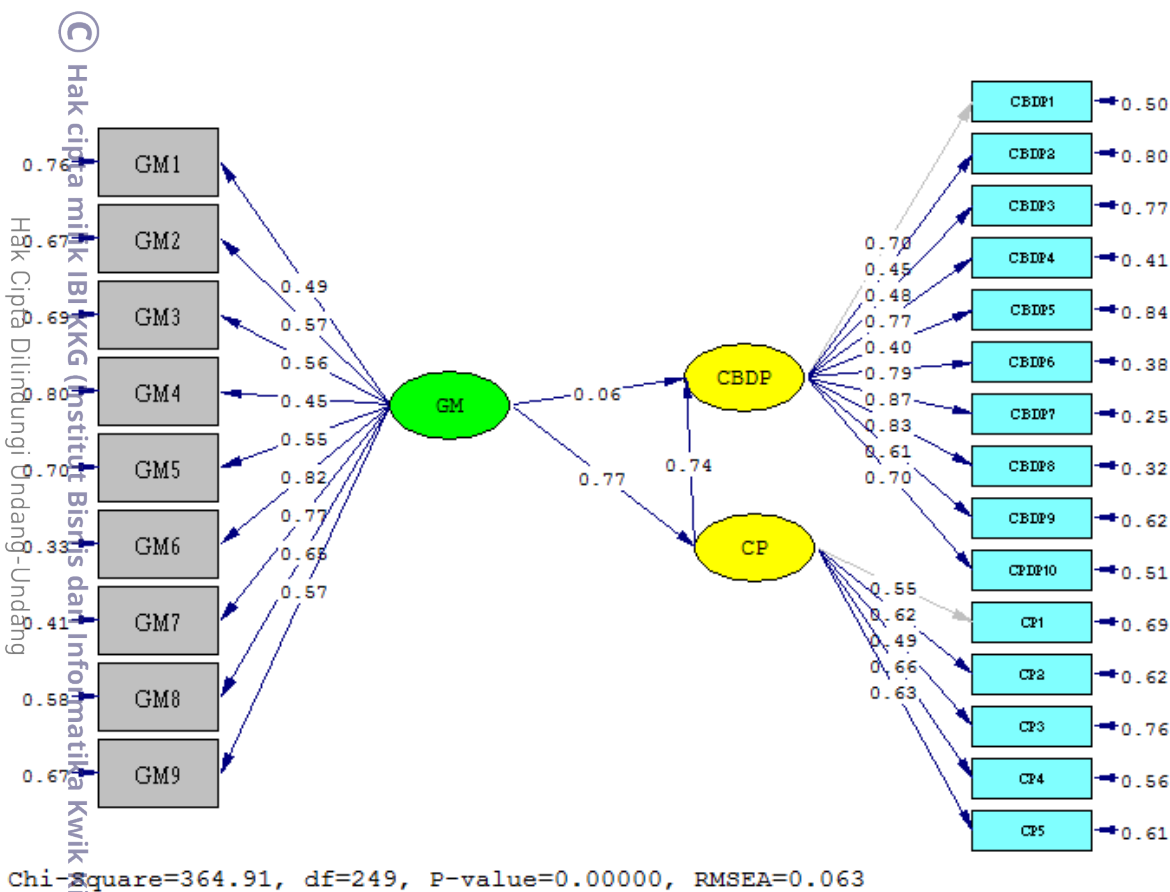 © Hak cipta milik IBI KKG (Institut Bisnis dan Informatika Kwik
Hak Cipta Dilindungi Undang-Undang
0.76
GM1
0.67
GM2
0.69
GM3
0.80
GM4
0.70
GM5
0.33
GM6
0.41
GM7
0.58
GM8
0.67
GM9
0.49
0.57
0.56
0.45
0.55
0.82
0.77
0.65
0.57
GM
0.06
0.77
0.74
CBDP
CP
0.70
0.45
0.48
0.77
0.40
0.79
0.87
0.83
0.61
0.70
0.55
0.62
0.49
0.66
0.63
CBDP1
0.50
CBDP2
0.80
CBDP3
0.77
CBDP4
0.41
CBDP5
0.84
CBDP6
0.38
CBDP7
0.25
CBDP8
0.32
CBDP9
0.62
CPDP10
0.51
CP1
0.69
CP2
0.62
CP3
0.76
CP4
0.56
CP5
0.61
Chi-Square=364.91, df=249, P-value=0.00000, RMSEA=0.063